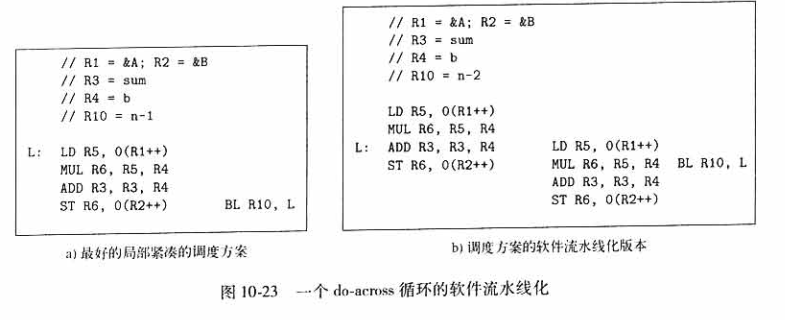 // R1 = &A; R2 = &B
// R3 = sum
// R4 = b
// R10 = n-1
L: LD R5, 0(R1++)
MUL R6, R5, R4
ADD R3, R3, R4
ST R6, 0(R2++) BL R10, L
a) 最好的局部紧凑的调度方案
// R1 = &A; R2 = &B
// R3 = sum
// R4 = b
// R10 = n-2
LD R5, 0(R1++)
MUL R6, R5, R4
L: ADD R3, R3, R4 LD R5, 0(R1++)
ST R6, 0(R2++) MUL R6, R5, R4 BL R10, L
ADD R3, R3, R4
ST R6, 0(R2++)
b) 调度方案的软件流水线化版本
图 10-23 一个 do-across 循环的软件流水线化